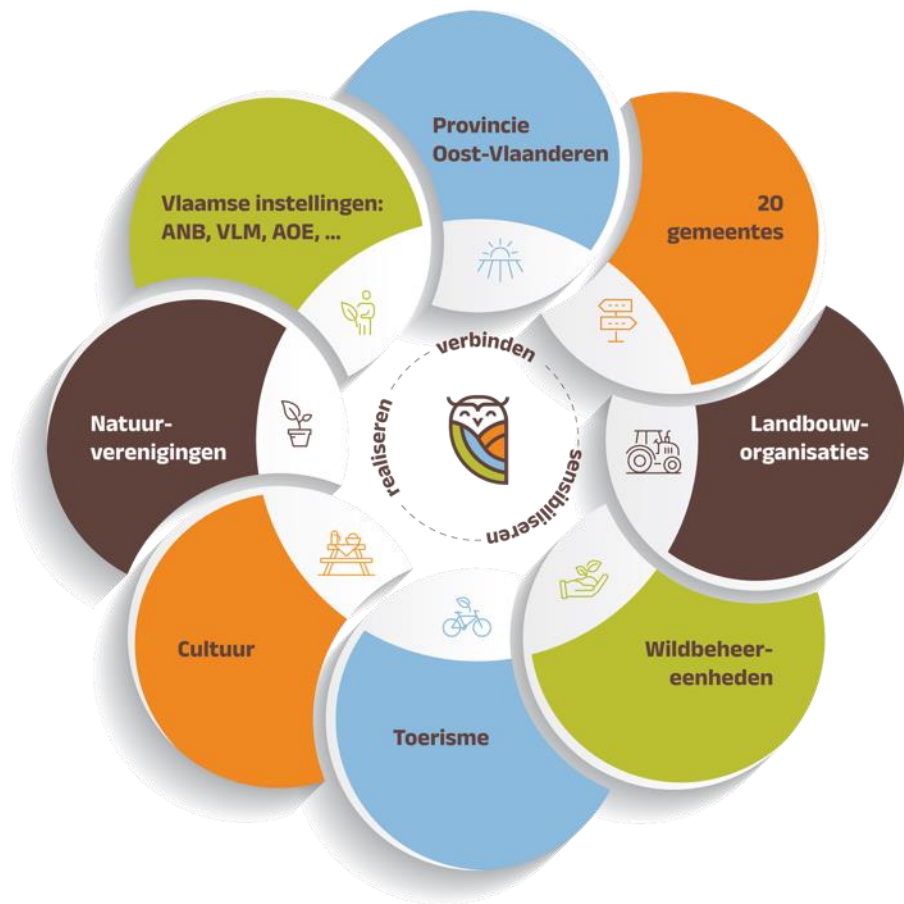 Provincie
Oost-Vlaanderen
20
gemeentes
Landbouw-
organisaties
Wildbeheer-
eenheden
Toerisme
Cultuur
Natuur-
verenigingen
Vlaamse instellingen:
ANB, VLM, AOE, ...
verbinden
sensibiliseren
realiseren